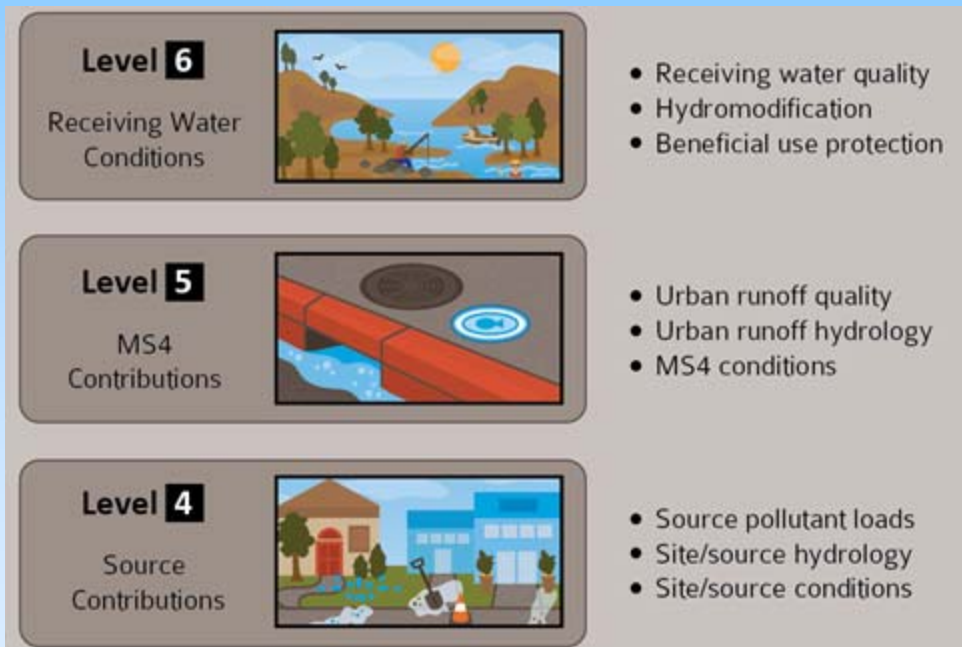 Level 6
Receiving Water
Conditions
• Receiving water quality
• Hydromodification
• Beneficial use protection
Level 5
MS4
Contributions
• Urban runoff quality
• Urban runoff hydrology
• MS4 conditions
Level 4
Source
Contributions
• Source pollutant loads
• Site/source hydrology
• Site/source conditions